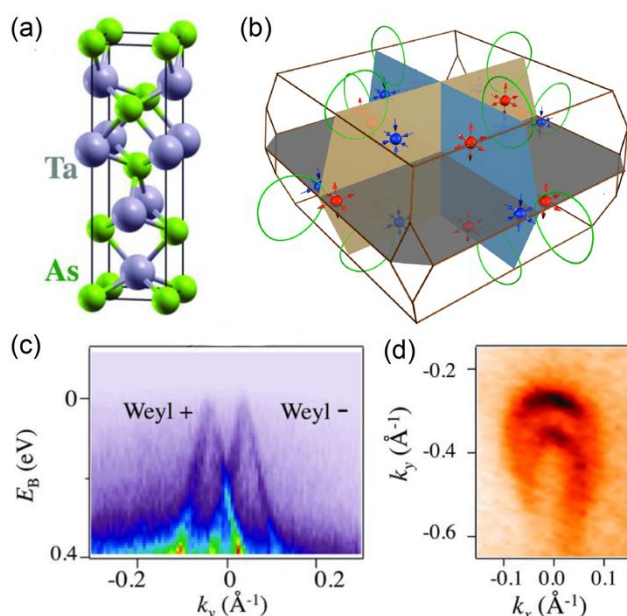 (a)
(b)
Ta
As
(c)
Weyl +
Weyl −
0
0.4
E_B (eV)
-0.2
0
0.2
k_y (Å⁻¹)
(d)
-0.2
-0.4
-0.6
k_y (Å⁻¹)
-0.1
0.0
0.1
k_x (Å⁻¹)